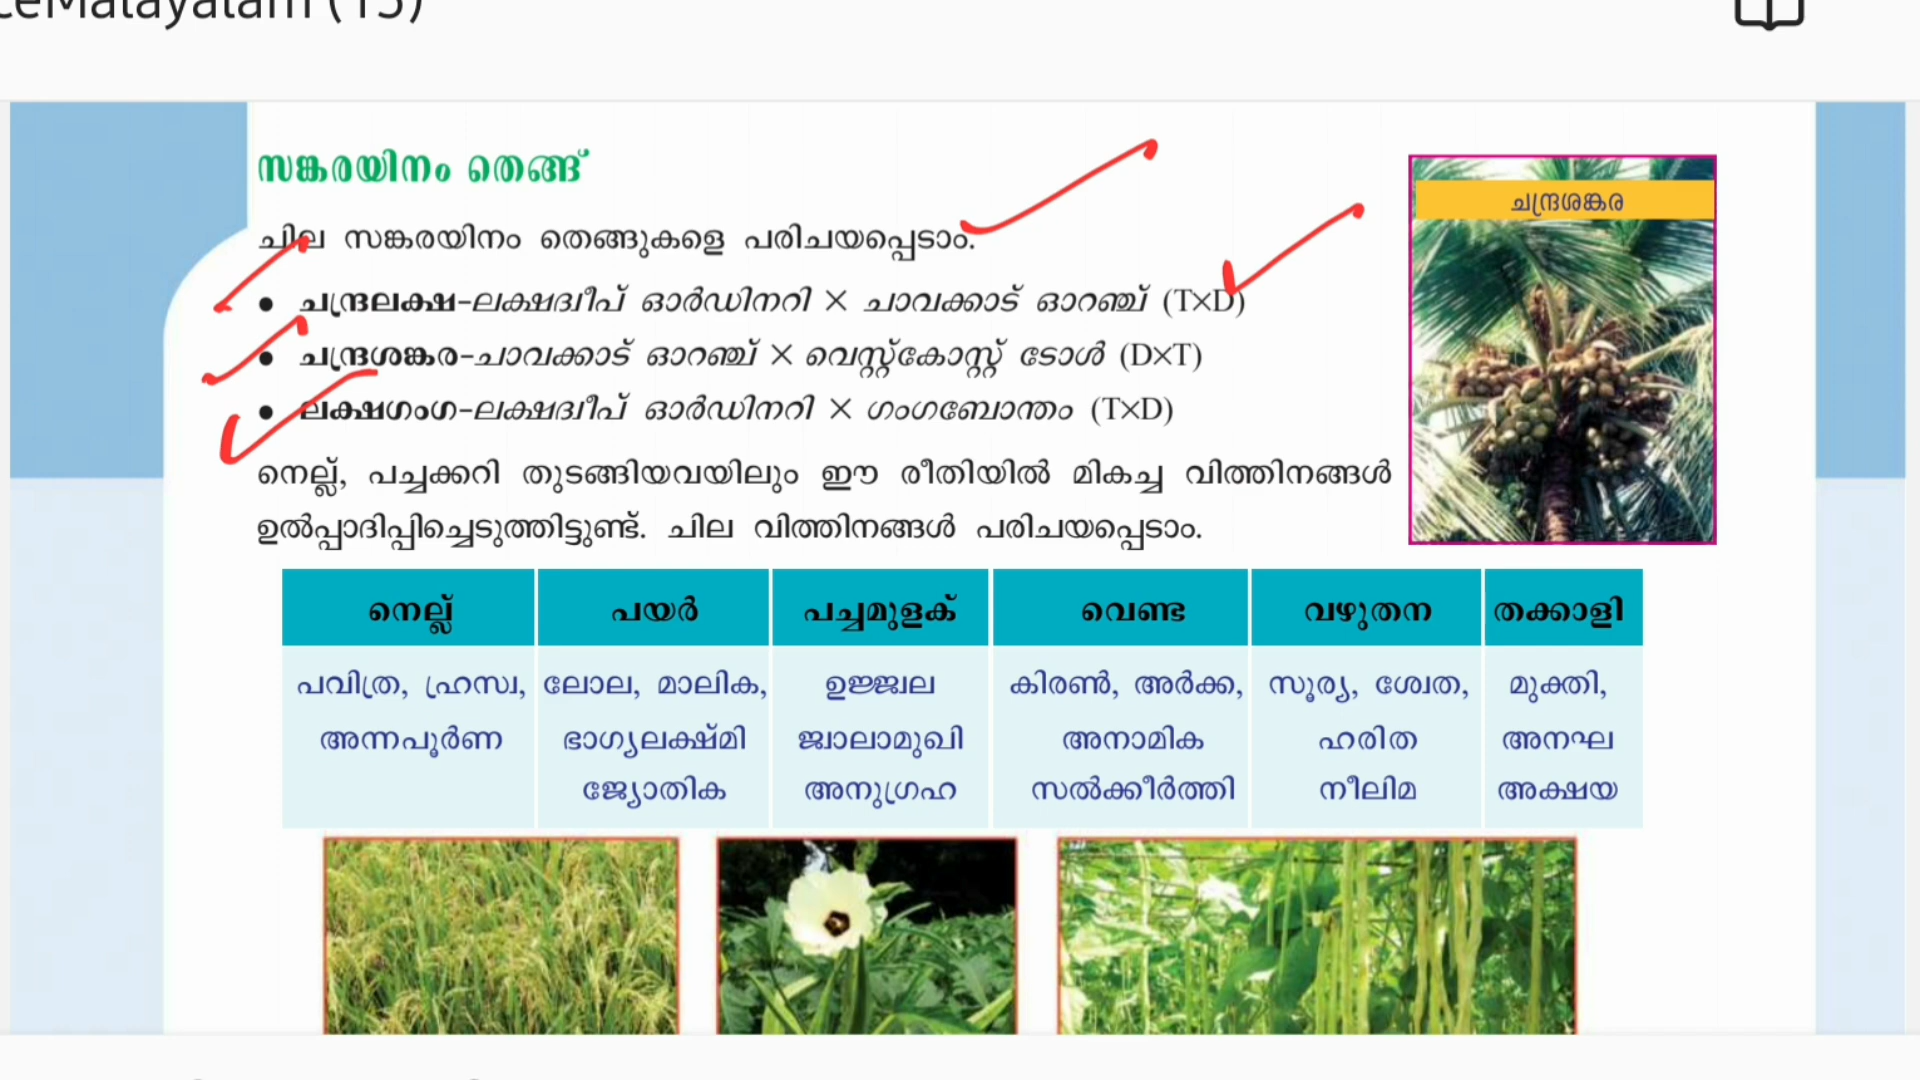 ceMalayalam (15)
സങ്കരയിനം തെങ്ങ്
ചില സങ്കരയിനം തെങ്ങുകളെ പരിചയപ്പെടാം.
• ചന്ദ്രലക്ഷ-ലക്ഷദ്വീപ് ഓർഡിനറി × ചാവക്കാട് ഓറഞ്ച് (T×D)
• ചന്ദ്രശങ്കര-ചാവക്കാട് ഓറഞ്ച് × വെസ്റ്റ്കോസ്റ്റ് ടോൾ (D×T)
• ലക്ഷഗംഗ-ലക്ഷദ്വീപ് ഓർഡിനറി × ഗംഗബോന്തം (T×D)
ചന്ദ്രശങ്കര
നെല്ല്, പച്ചക്കറി തുടങ്ങിയവയിലും ഈ രീതിയിൽ മികച്ച വിത്തിനങ്ങൾ
ഉൽപ്പാദിപ്പിച്ചെടുത്തിട്ടുണ്ട്. ചില വിത്തിനങ്ങൾ പരിചയപ്പെടാം.
നെല്ല് പയർ പച്ചമുളക് വെണ്ട വഴുതന തക്കാളി
പവിത്ര, ഹ്രസ്വ, ലോല, മാലിക, ഉജ്ജ്വല കിരൺ, അർക്ക, സൂര്യ, ശ്വേത, മുക്തി,
അന്നപൂർണ ഭാഗ്യലക്ഷ്മി ജ്വാലാമുഖി അനാമിക ഹരിത അനഘ
ജ്യോതിക അനുഗ്രഹ സൽക്കീർത്തി നീലിമ അക്ഷയ